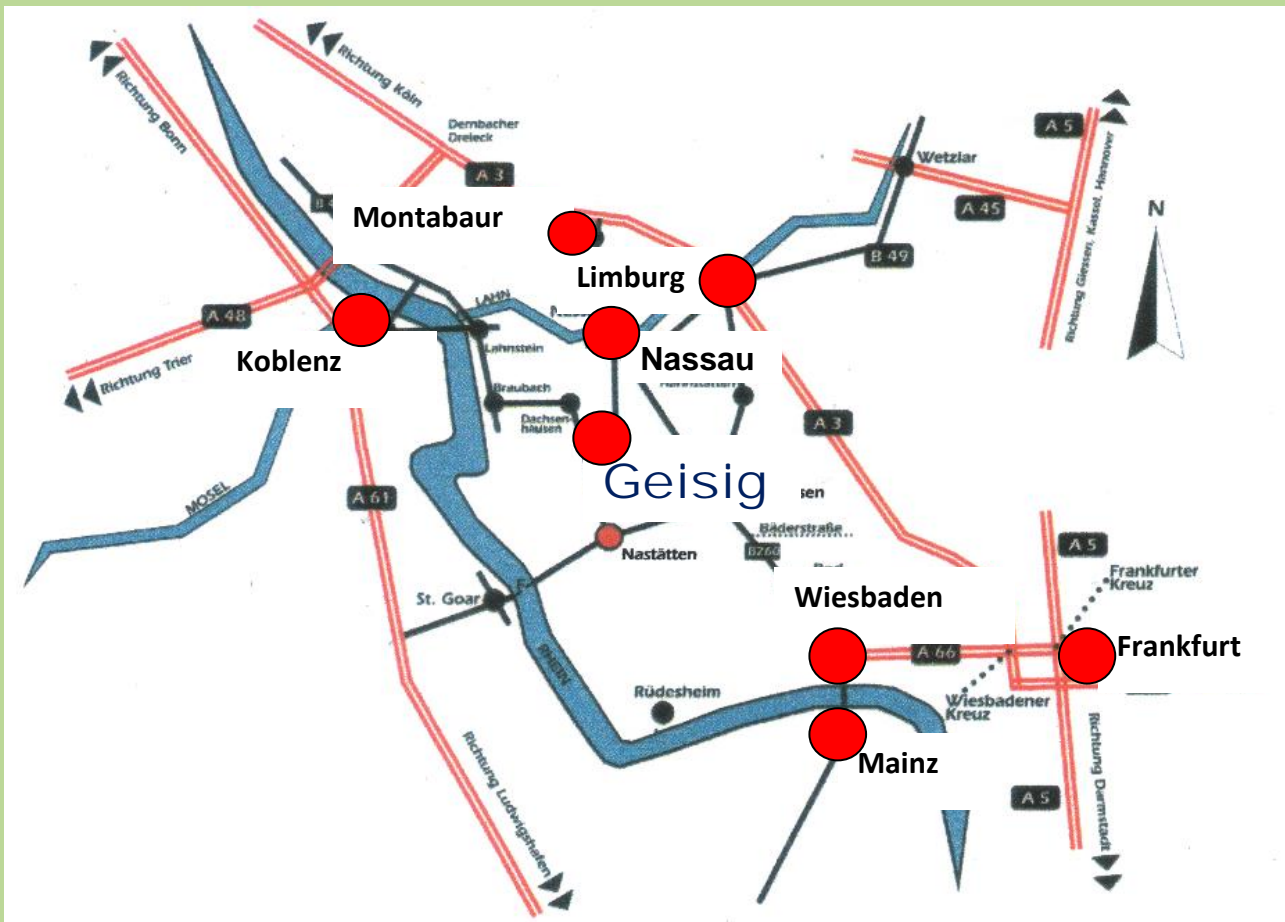 Richtung Köln
Richtung Bonn
Dernbacher
Dreieck
A 3
Montabaur
A 5
Wetzlar
A 45
Richtung Giessen, Kassel, Hannover
N
B 49
Limburg
LAHN
A 48
Richtung Trier
Koblenz
Lahnstein
Nassau
Braubach
Dachsen-
hausen
A 3
Geisig
MOSEL
A 61
Bäderstraße
B260
Nastätten
St. Goar
A 5
Frankfurter
Kreuz
Wiesbaden
A 66
Frankfurt
RHEIN
Rüdesheim
Wiesbadener
Kreuz
Mainz
Richtung Ludwigshafen
A 5
Richtung Darmstadt